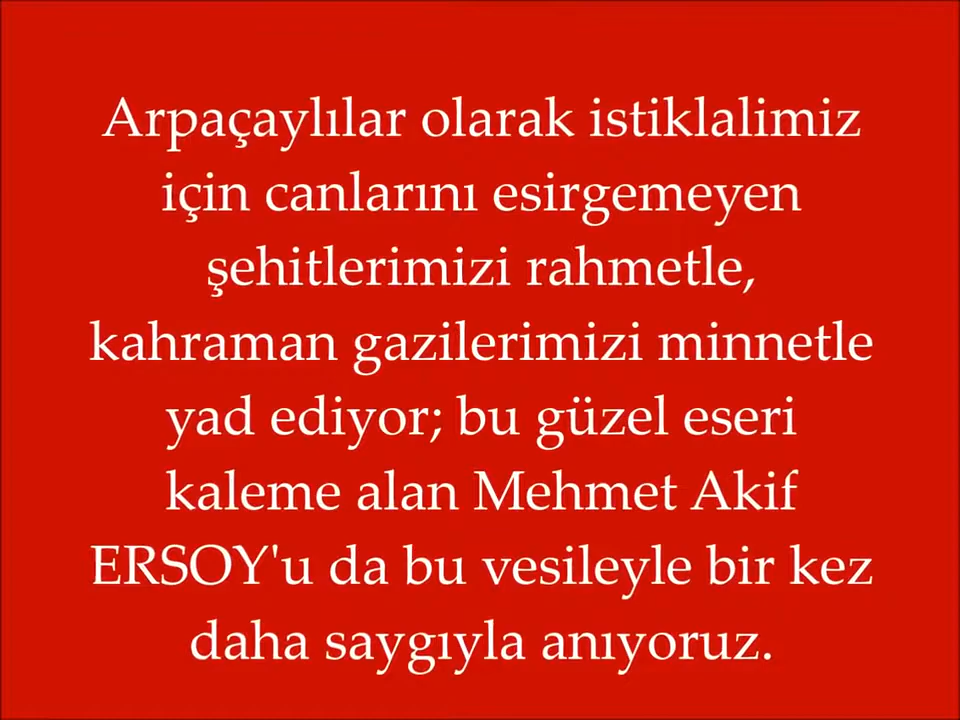 Arpaçaylılar olarak istiklalimiz
için canlarını esirgemeyen
şehitlerimizi rahmetle,
kahraman gazilerimizi minnetle
yad ediyor; bu güzel eseri
kaleme alan Mehmet Akif
ERSOY'u da bu vesileyle bir kez
daha saygıyla anıyoruz.